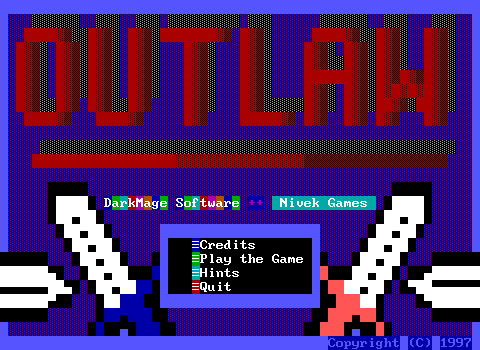 OUTLAW
DarkMage Software ++ Nivek Games
Credits
Play the Game
Hints
Quit
Copyright (C) 1997